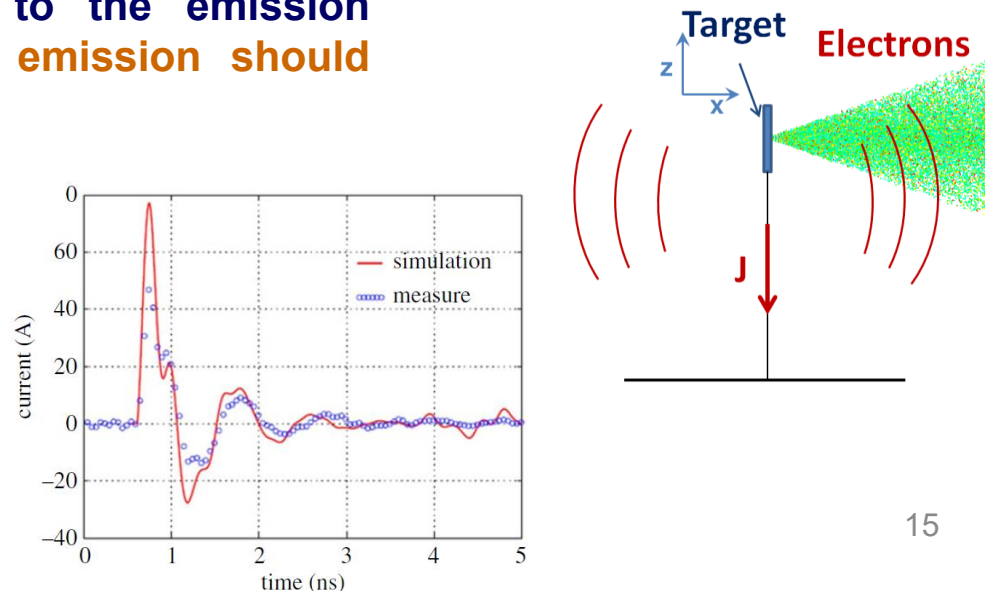 to the emission
emission should
Target
Electrons
z
x
J
0
60
40
20
0
−20
−40
current (A)
simulation
measure
0 1 2 3 4 5
time (ns)
15